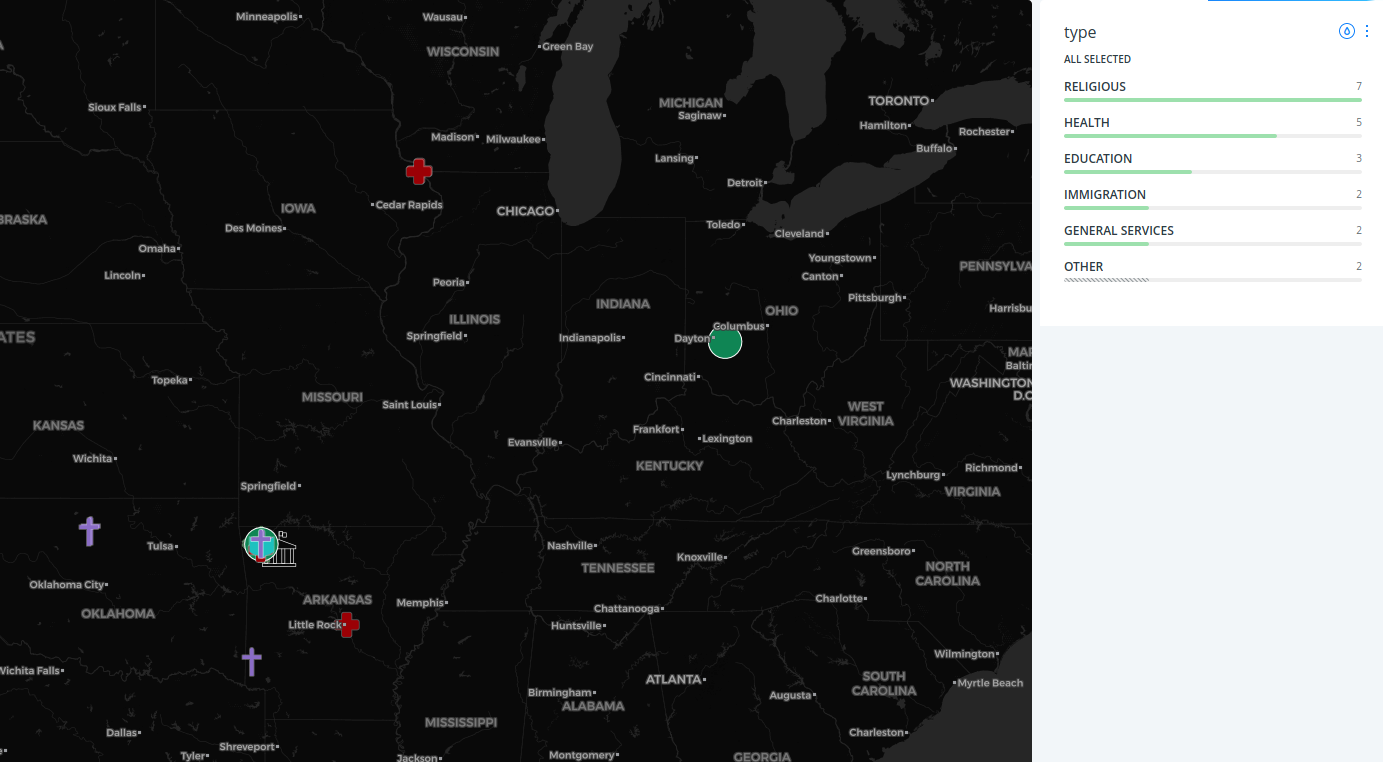 Minneapolis
Wausau
WISCONSIN
Green Bay
Sioux Falls
MICHIGAN
Saginaw
TORONTO
Hamilton
Rochester
Madison
Milwaukee
Buffalo
Lansing
Detroit
IOWA
Cedar Rapids
CHICAGO
BRASKA
Des Moines
Toledo
Cleveland
Omaha
Youngstown
Lincoln
Canton
PENNSYLVA
Peoria
Pittsburgh
INDIANA
Harrisbu
OHIO
ILLINOIS
Columbus
ATES
Springfield
Indianapolis
Dayton
MAR
Baltin
Topeka
Cincinnati
WASHINGTON
D.C
MISSOURI
Saint Louis
WEST
VIRGINIA
Charleston
KANSAS
Frankfort
Lexington
Evansville
Wichita
KENTUCKY
Richmond
Lynchburg
Springfield
VIRGINIA
Tulsa
Nashville
Knoxville
Greensboro
TENNESSEE
NORTH
CAROLINA
Oklahoma City
ARKANSAS
Memphis
Chattanooga
Charlotte
OKLAHOMA
Little Rock
Huntsville
Wilmington
Wichita Falls
ATLANTA
SOUTH
CAROLINA
Myrtle Beach
Birmingham
Augusta
ALABAMA
MISSISSIPPI
Dallas
Charleston
Shreveport
Tyler
Jackson
Montgomery
GEORGIA
type
ALL SELECTED
RELIGIOUS 7
HEALTH 5
EDUCATION 3
IMMIGRATION 2
GENERAL SERVICES 2
OTHER 2